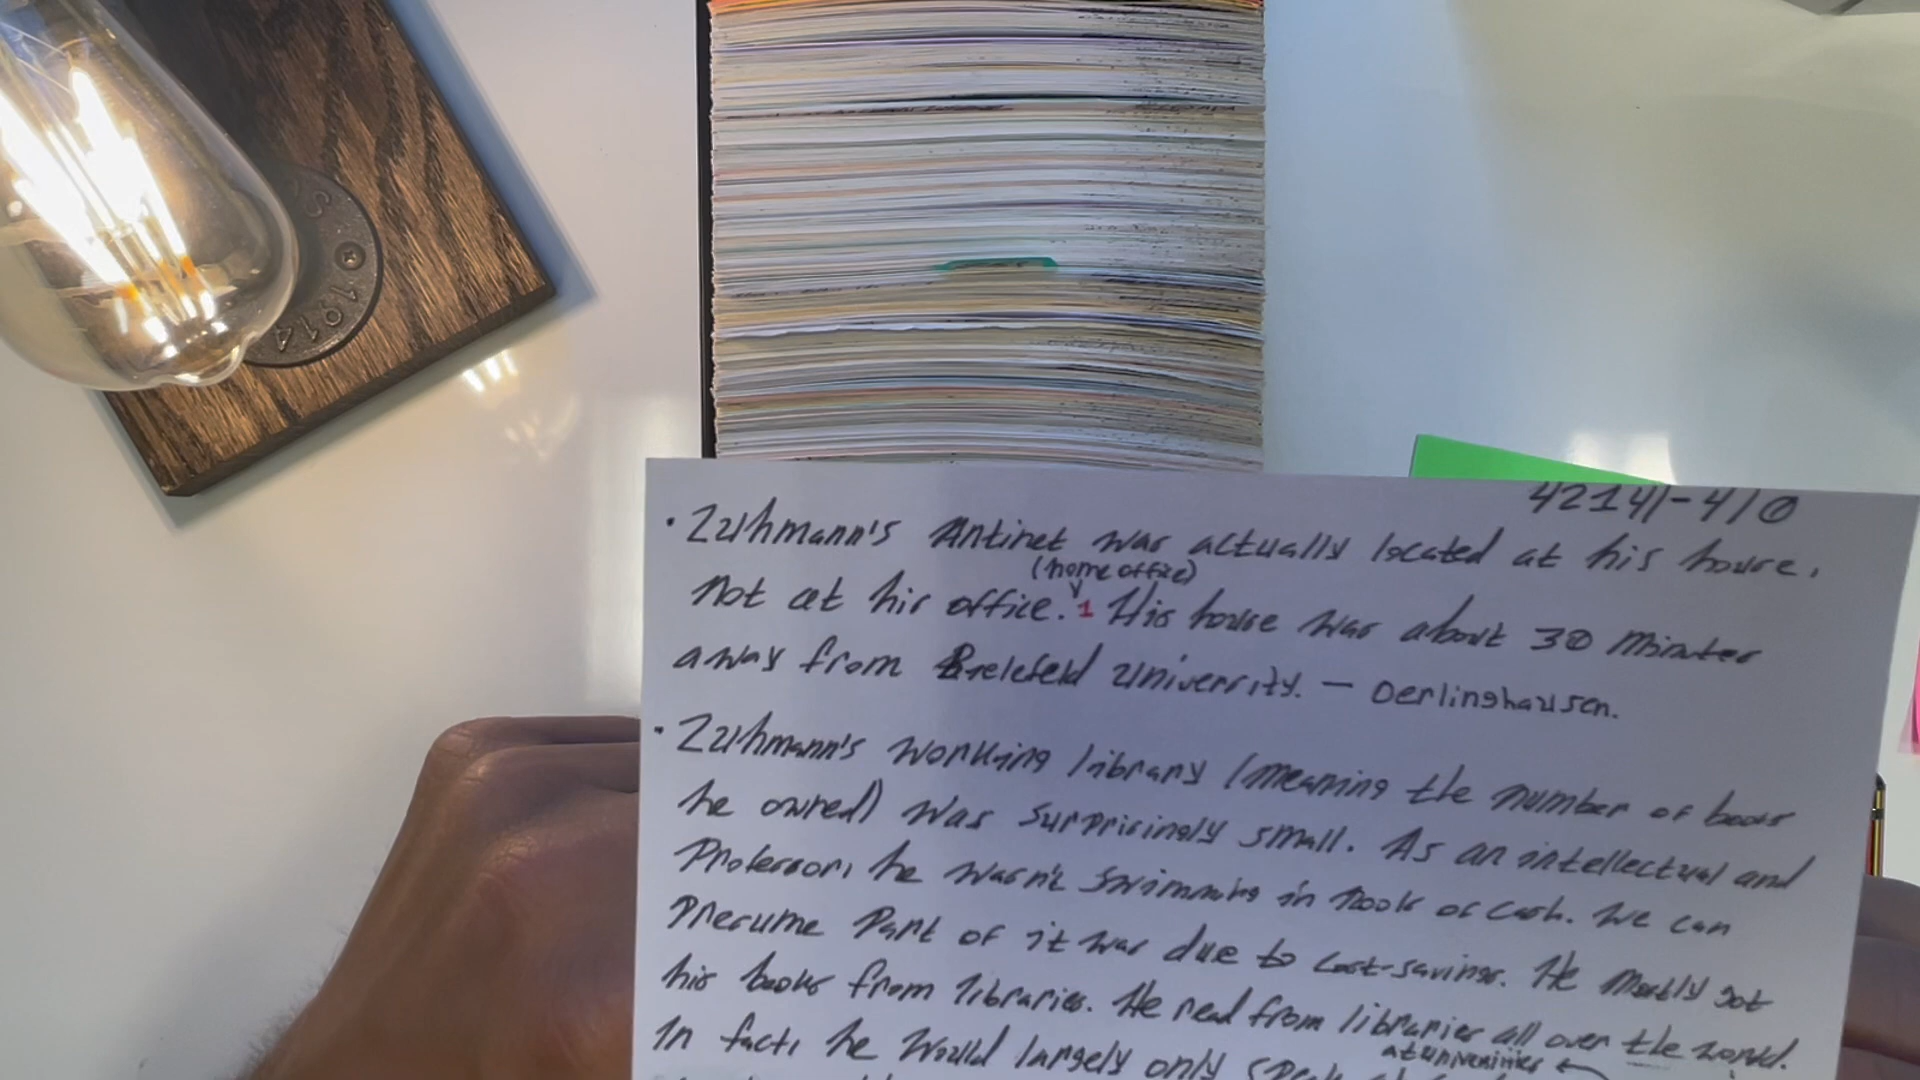 S 1914
4214/-4/0
• Luhmann's Antinet was actually located at his house,
(home office)
not at his office. 1 His house was about 30 minutes
away from Bielefeld University. — Oerlinghausen.
• Luhmann's working library (meaning the number of books
he owned) was surprisingly small. As an intellectual and
Professor, he wasn't swimming in pools of cash. We can
presume part of it was due to cost-savings. He mostly got
his books from libraries. He read from libraries all over the world.
at universities
In fact, he would largely only